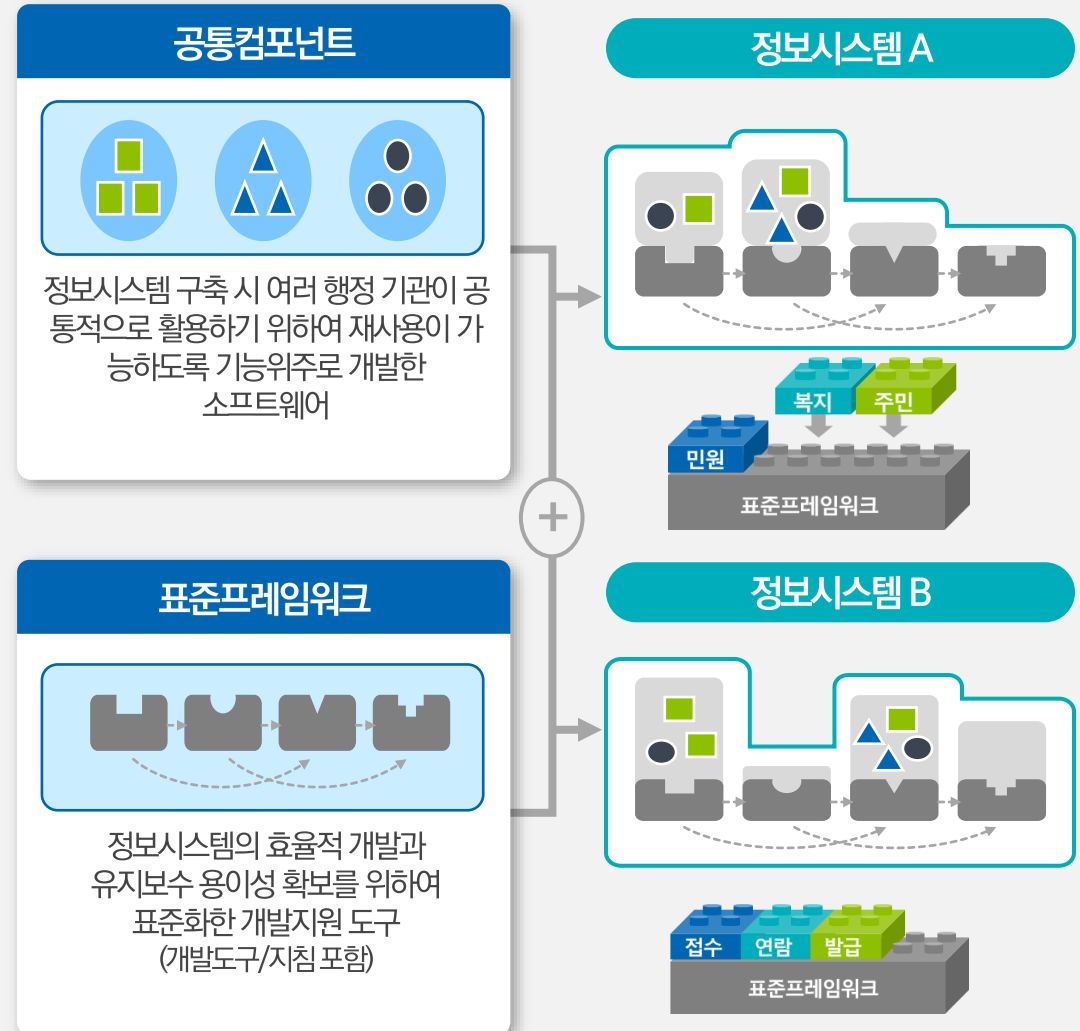 공통컴포넌트
정보시스템 구축 시 여러 행정 기관이 공
통적으로 활용하기 위하여 재사용이 가
능하도록 기능위주로 개발한
소프트웨어
표준프레임워크
정보시스템의 효율적 개발과
유지보수 용이성 확보를 위하여
표준화한 개발지원 도구
(개발도구/지침 포함)
+
정보시스템 A
복지
주민
민원
표준프레임워크
정보시스템 B
접수
연람
발급
표준프레임워크